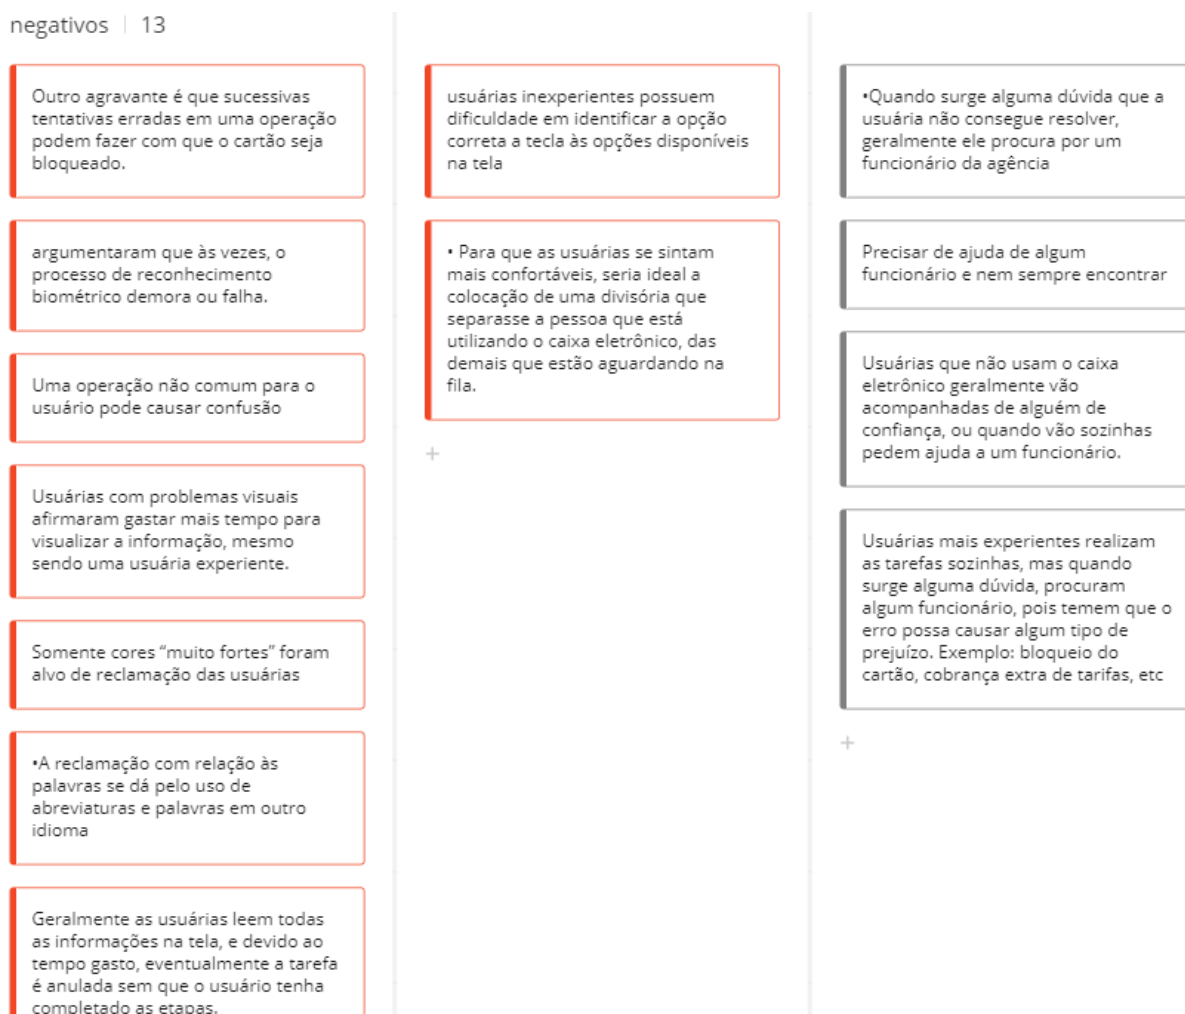 negativos | 13
Outro agravante é que sucessivas
tentativas erradas em uma operação
podem fazer com que o cartão seja
bloqueado.
argumentaram que às vezes, o
processo de reconhecimento
biométrico demora ou falha.
Uma operação não comum para o
usuário pode causar confusão
Usuárias com problemas visuais
afirmaram gastar mais tempo para
visualizar a informação, mesmo
sendo uma usuária experiente.
Somente cores “muito fortes” foram
alvo de reclamação das usuárias
•A reclamação com relação às
palavras se dá pelo uso de
abreviaturas e palavras em outro
idioma
Geralmente as usuárias leem todas
as informações na tela, e devido ao
tempo gasto, eventualmente a tarefa
é anulada sem que o usuário tenha
completado as etapas.
usuárias inexperientes possuem
dificuldade em identificar a opção
correta a tecla às opções disponíveis
na tela
• Para que as usuárias se sintam
mais confortáveis, seria ideal a
colocação de uma divisória que
separasse a pessoa que está
utilizando o caixa eletrônico, das
demais que estão aguardando na
fila.
+
•Quando surge alguma dúvida que a
usuária não consegue resolver,
geralmente ele procura por um
funcionário da agência
Precisar de ajuda de algum
funcionário e nem sempre encontrar
Usuárias que não usam o caixa
eletrônico geralmente vão
acompanhadas de alguém de
confiança, ou quando vão sozinhas
pedem ajuda a um funcionário.
Usuárias mais experientes realizam
as tarefas sozinhas, mas quando
surge alguma dúvida, procuram
algum funcionário, pois temem que o
erro possa causar algum tipo de
prejuízo. Exemplo: bloqueio do
cartão, cobrança extra de tarifas, etc
+